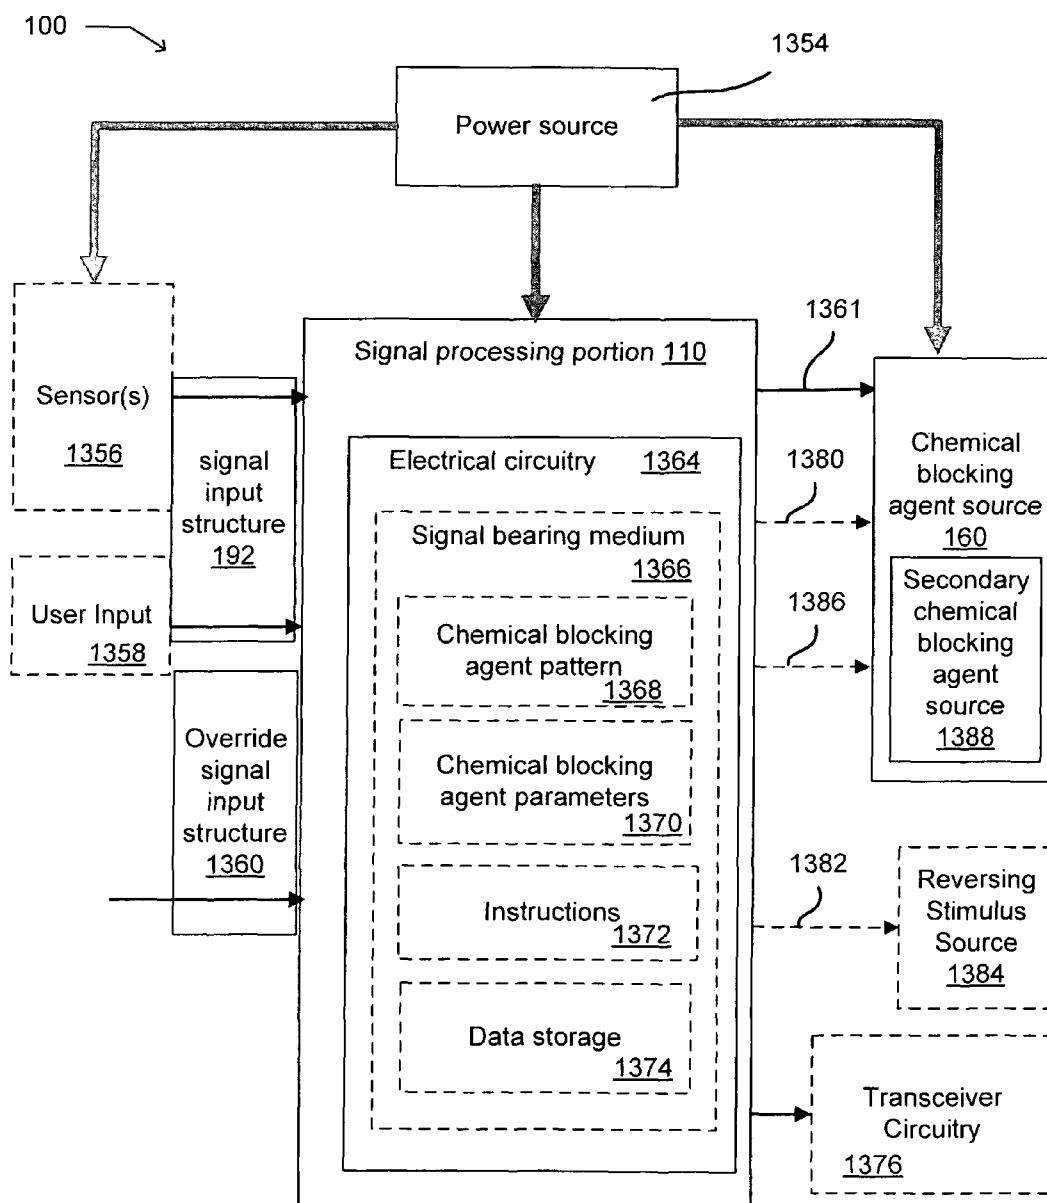 100
1354
Power source
1361
Signal processing portion 110
Sensor(s)
1356
signal
input
structure
192
Electrical circuitry 1364
1380
Chemical
blocking
agent source
160
Signal bearing medium
1366
User Input
1358
Chemical blocking
agent pattern
1368
1386
Secondary
chemical
blocking
agent
source
1388
Override
signal
input
structure
1360
Chemical blocking
agent parameters
1370
1382
Instructions
1372
Reversing
Stimulus
Source
1384
Data storage
1374
Transceiver
Circuitry
1376